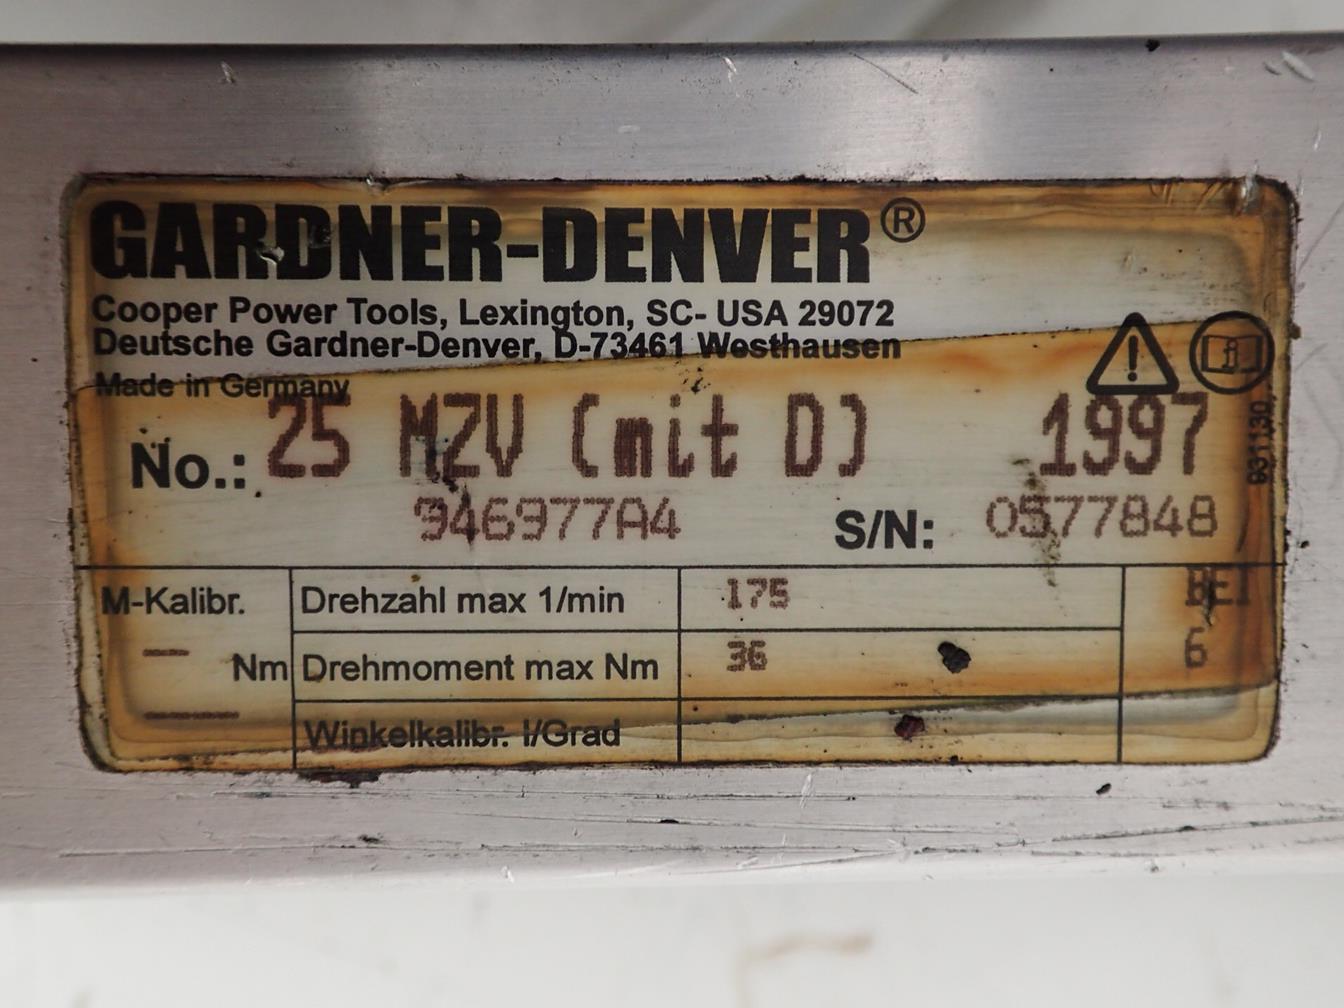 GARDNER-DENVER®
Cooper Power Tools, Lexington, SC- USA 29072
Deutsche Gardner-Denver, D-73461 Westhausen
Made in Germany
No.: 25 MZV (mit D) 1997
946977A4 S/N: 0577848
931130
M-Kalibr. Drehzahl max 1/min 175 BEI
Nm Drehmoment max Nm 36 6
Winkelkalibr. I/Grad